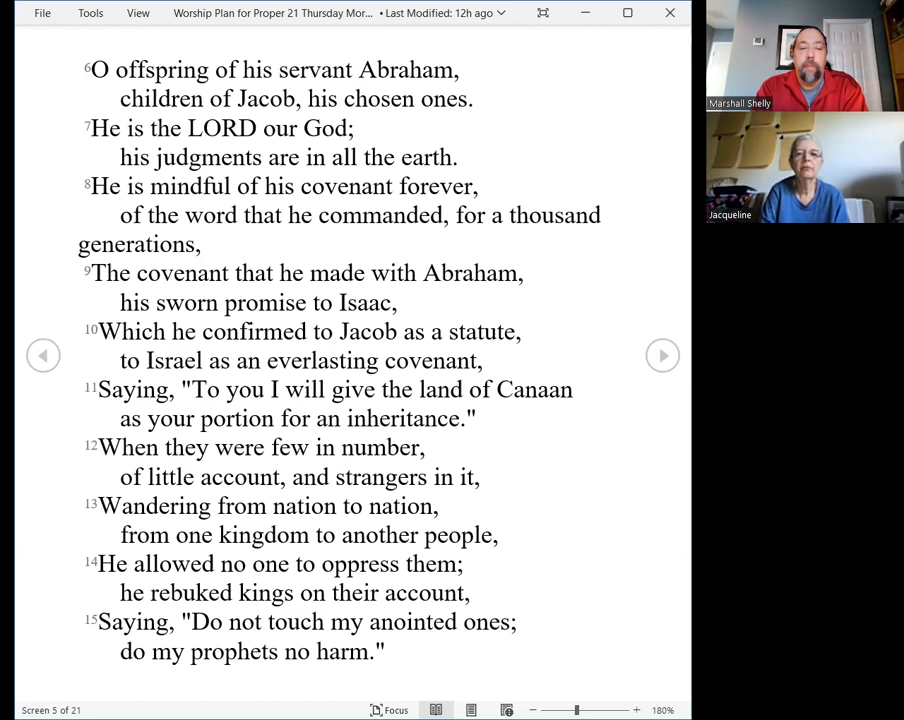 File Tools View Worship Plan for Proper 21 Thursday Mor... • Last Modified: 12h ago
6O offspring of his servant Abraham,
children of Jacob, his chosen ones.
7He is the LORD our God;
his judgments are in all the earth.
8He is mindful of his covenant forever,
of the word that he commanded, for a thousand
generations,
9The covenant that he made with Abraham,
his sworn promise to Isaac,
10Which he confirmed to Jacob as a statute,
to Israel as an everlasting covenant,
11Saying, "To you I will give the land of Canaan
as your portion for an inheritance."
12When they were few in number,
of little account, and strangers in it,
13Wandering from nation to nation,
from one kingdom to another people,
14He allowed no one to oppress them;
he rebuked kings on their account,
15Saying, "Do not touch my anointed ones;
do my prophets no harm."
Screen 5 of 21 Focus 180%
Marshall Shelly
Jacqueline